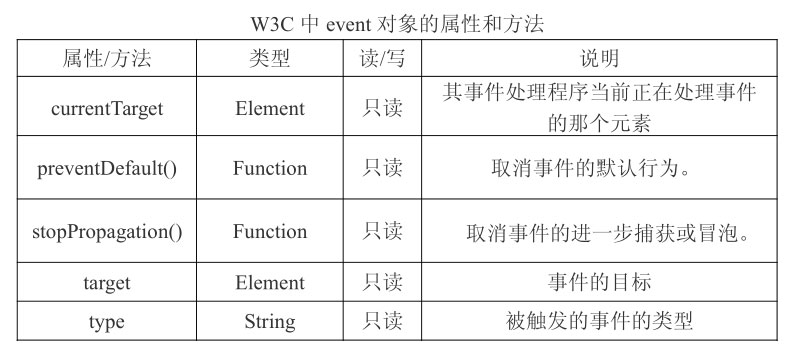 W3C 中 event 对象的属性和方法
属性/方法 类型 读/写 说明
currentTarget Element 只读 其事件处理程序当前正在处理事件
的那个元素
preventDefault() Function 只读 取消事件的默认行为。
stopPropagation() Function 只读 取消事件的进一步捕获或冒泡。
target Element 只读 事件的目标
type String 只读 被触发的事件的类型